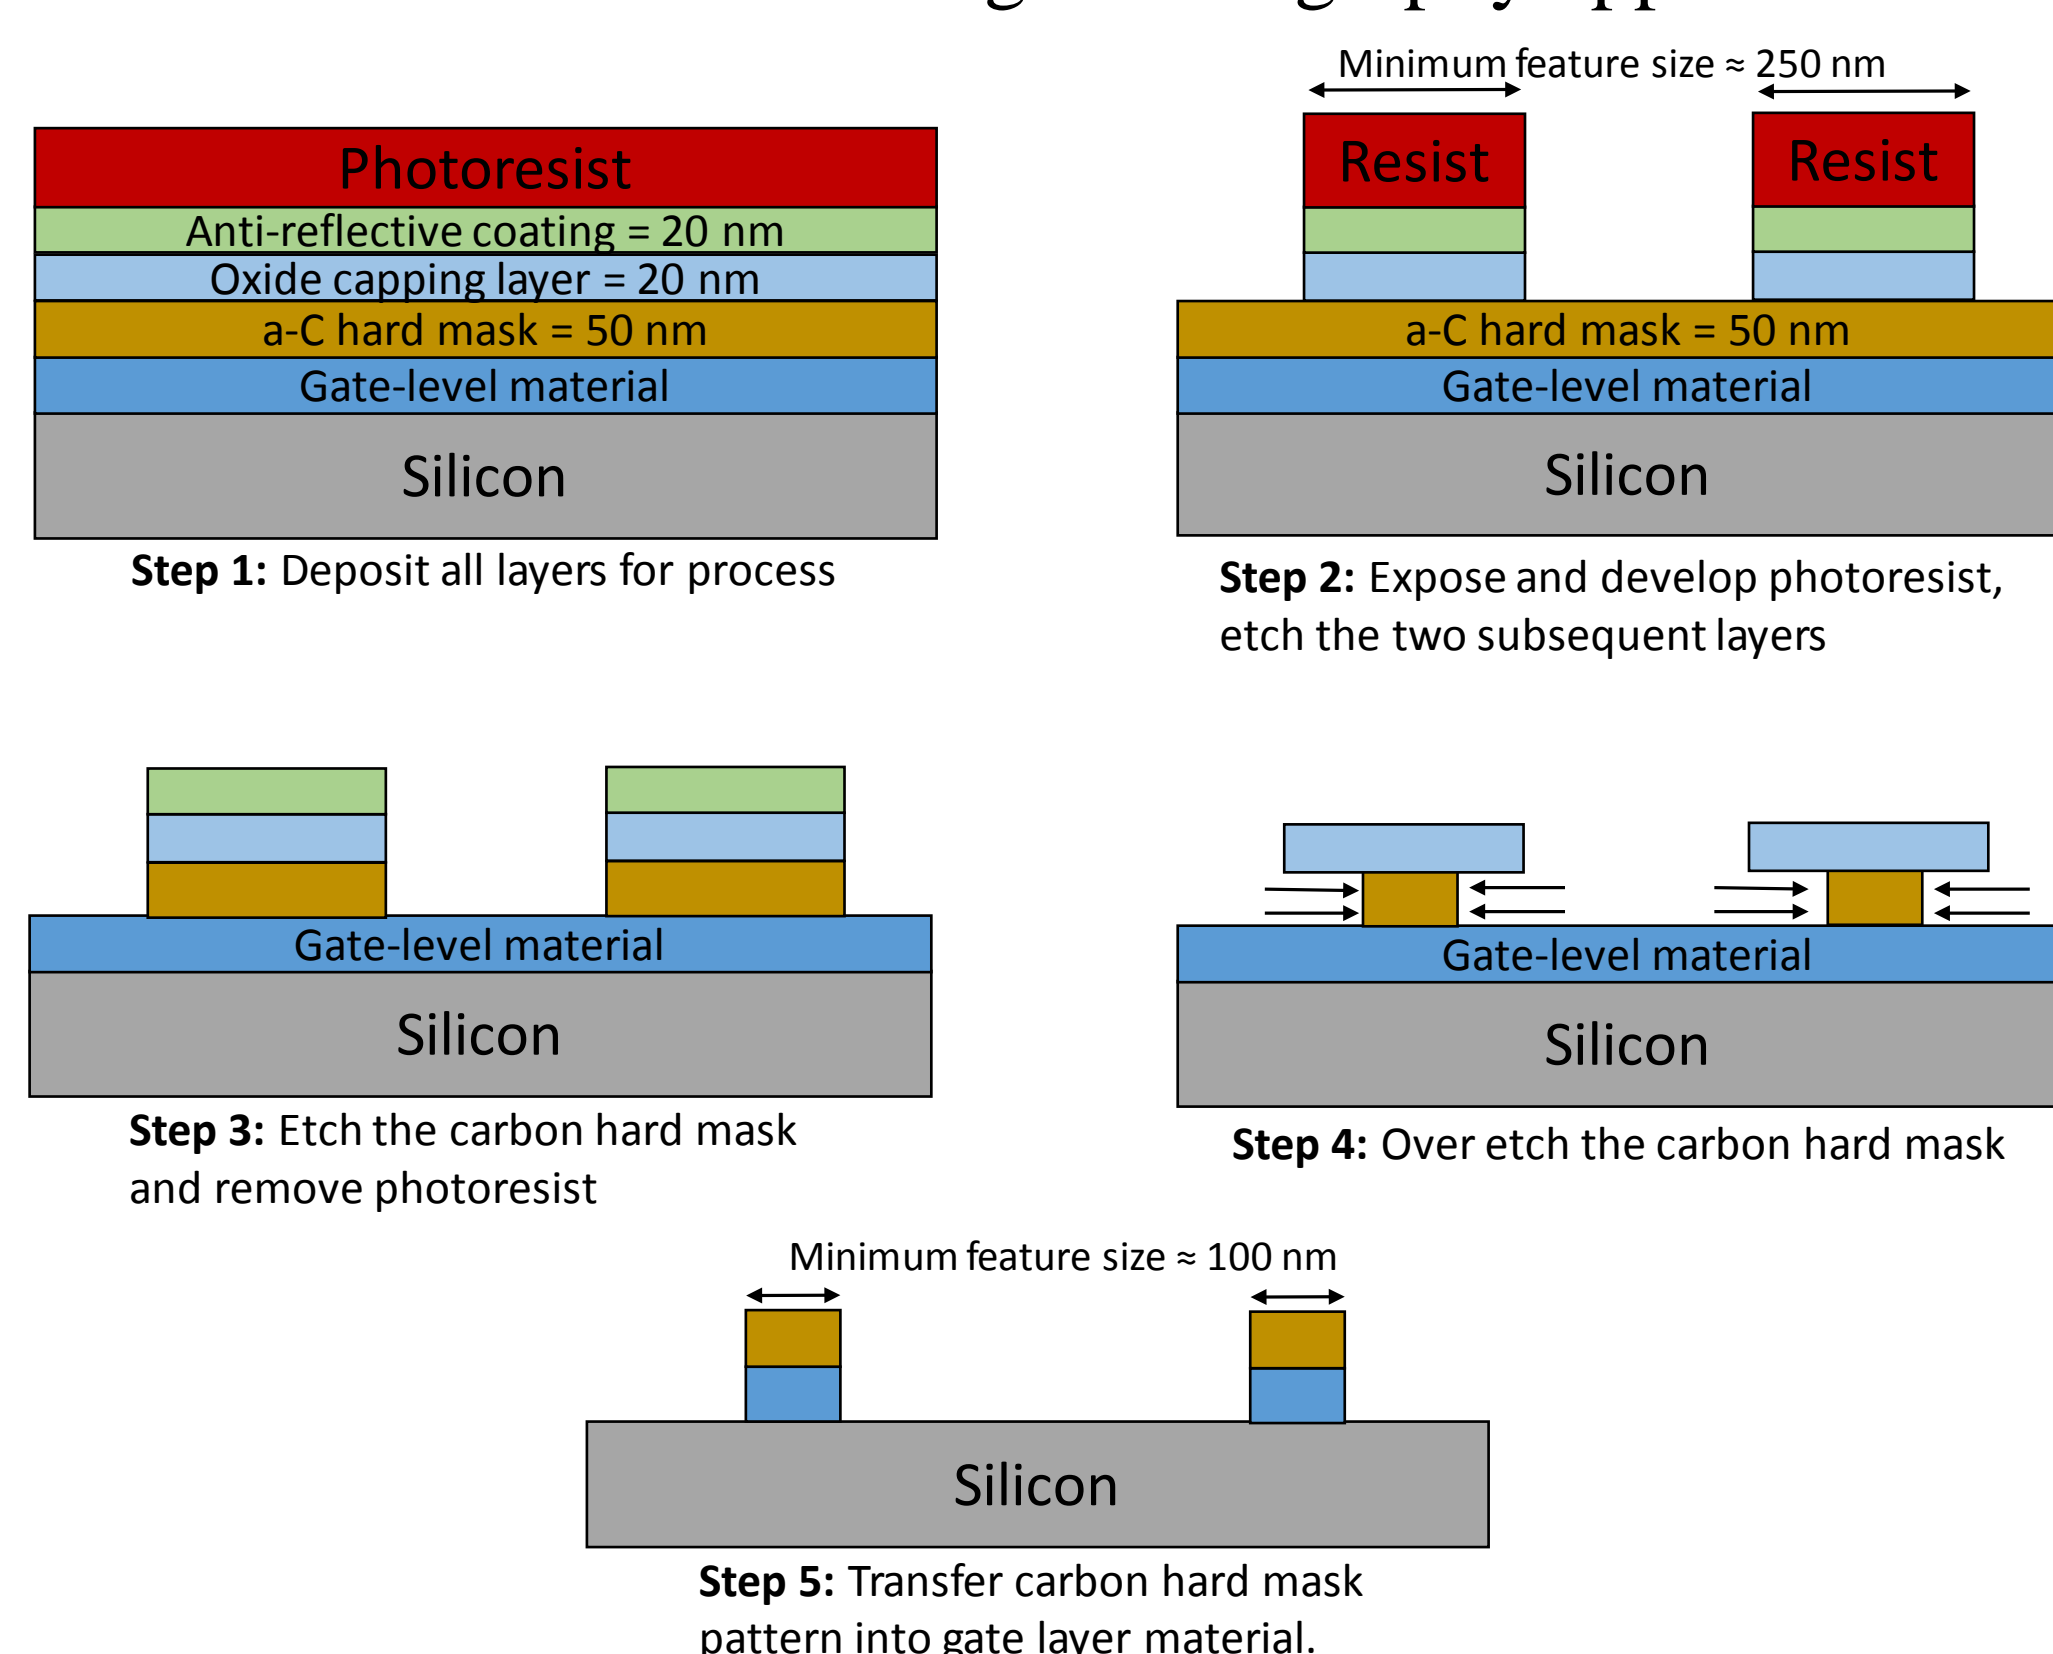 Minimum feature size ≈ 250 nm
Photoresist
Anti-reflective coating = 20 nm
Oxide capping layer = 20 nm
a-C hard mask = 50 nm
Gate-level material
Silicon
Step 1: Deposit all layers for process
Resist
Resist
a-C hard mask = 50 nm
Gate-level material
Silicon
Step 2: Expose and develop photoresist,
etch the two subsequent layers
Gate-level material
Silicon
Step 3: Etch the carbon hard mask
and remove photoresist
Gate-level material
Silicon
Step 4: Over etch the carbon hard mask
Minimum feature size ≈ 100 nm
Silicon
Step 5: Transfer carbon hard mask
pattern into gate layer material.